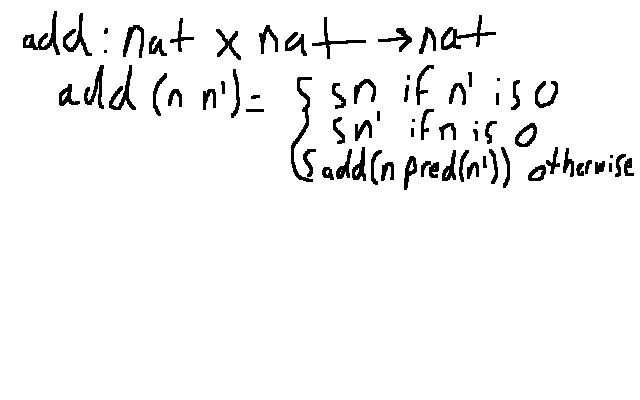 add : nat x nat → nat
add (n n') = { sn if n' is 0
sn' if n is 0
s add(n pred(n')) otherwise